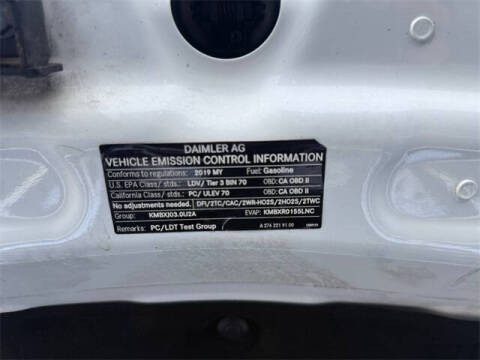 DAIMLER AG
VEHICLE EMISSION CONTROL INFORMATION
Conforms to regulations: 2019 MY Fuel: Gasoline
U.S. EPA Class/ stds.: LDV/ Tier 3 BIN 70 OBD: CA OBD II
California Class/ stds.: PC/ ULEV 70 OBD: CA OBD II
No adjustments needed. DFI/2TC/CAC/2WR-HO2S/2HO2S/2TWC
Group: KMBXJ03.0U2A EVAP: KMBXR0155LNC
Remarks: PC/LDT Test Group A 276 221 91 00